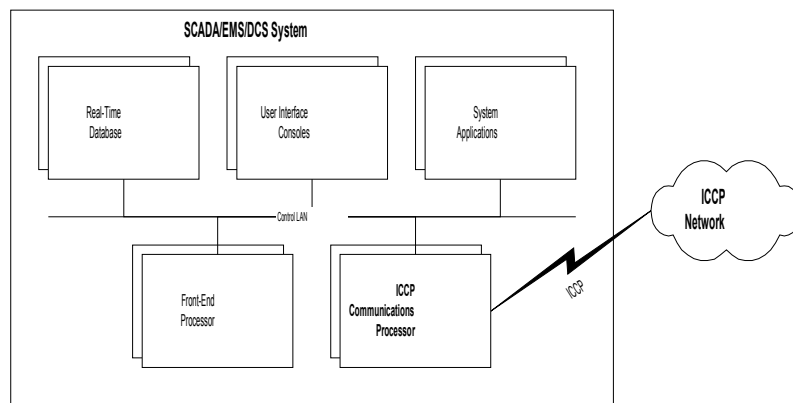 SCADA/EMS/DCS System
Real-Time
Database
User Interface
Consoles
System
Applications
Control LAN
ICCP
Network
Front-End
Processor
ICCP
Communications
Processor
ICCP